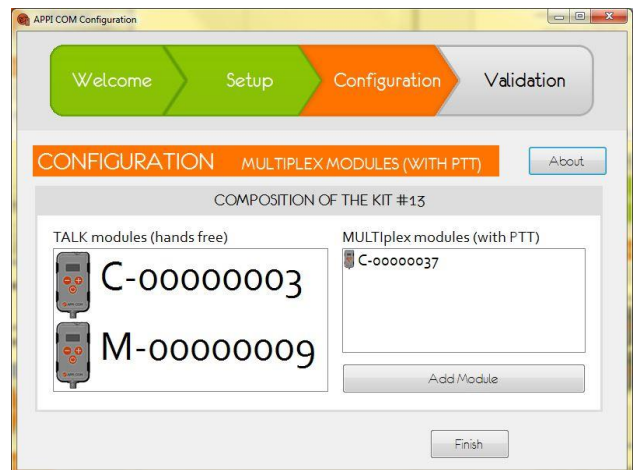 APPI COM Configuration
Welcome
Setup
Configuration
Validation
CONFIGURATION MULTIPLEX MODULES (WITH PTT)
About
COMPOSITION OF THE KIT #13
TALK modules (hands free)
C-00000003
M-00000009
MULTIplex modules (with PTT)
C-00000037
Add Module
Finish